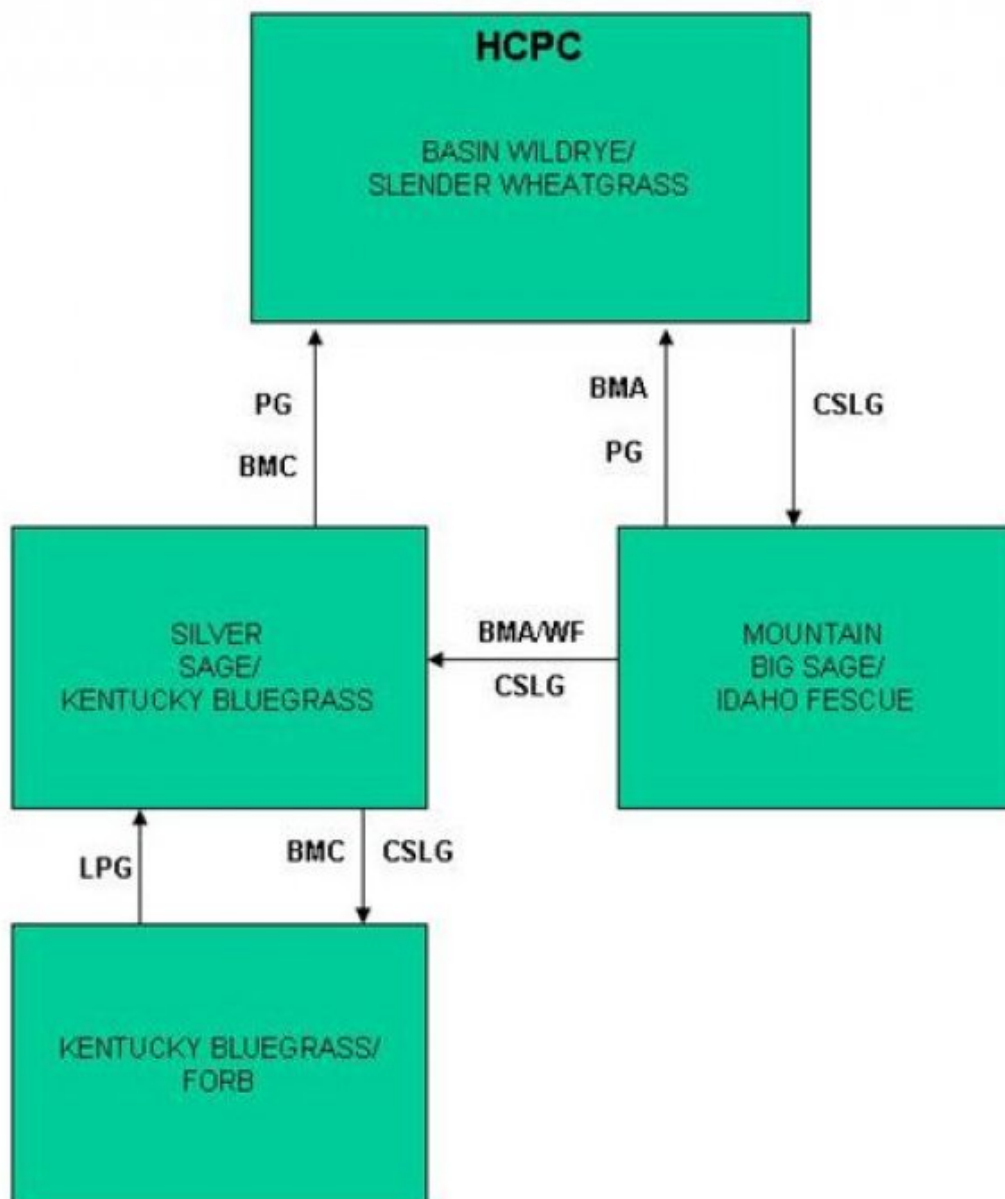 HCPC
BASIN WILDRYE/
SLENDER WHEATGRASS
PG
BMC
BMA
PG
CSLG
SILVER
SAGE/
KENTUCKY BLUEGRASS
BMA/WF
CSLG
MOUNTAIN
BIG SAGE/
IDAHO FESCUE
LPG
BMC CSLG
KENTUCKY BLUEGRASS/
FORB